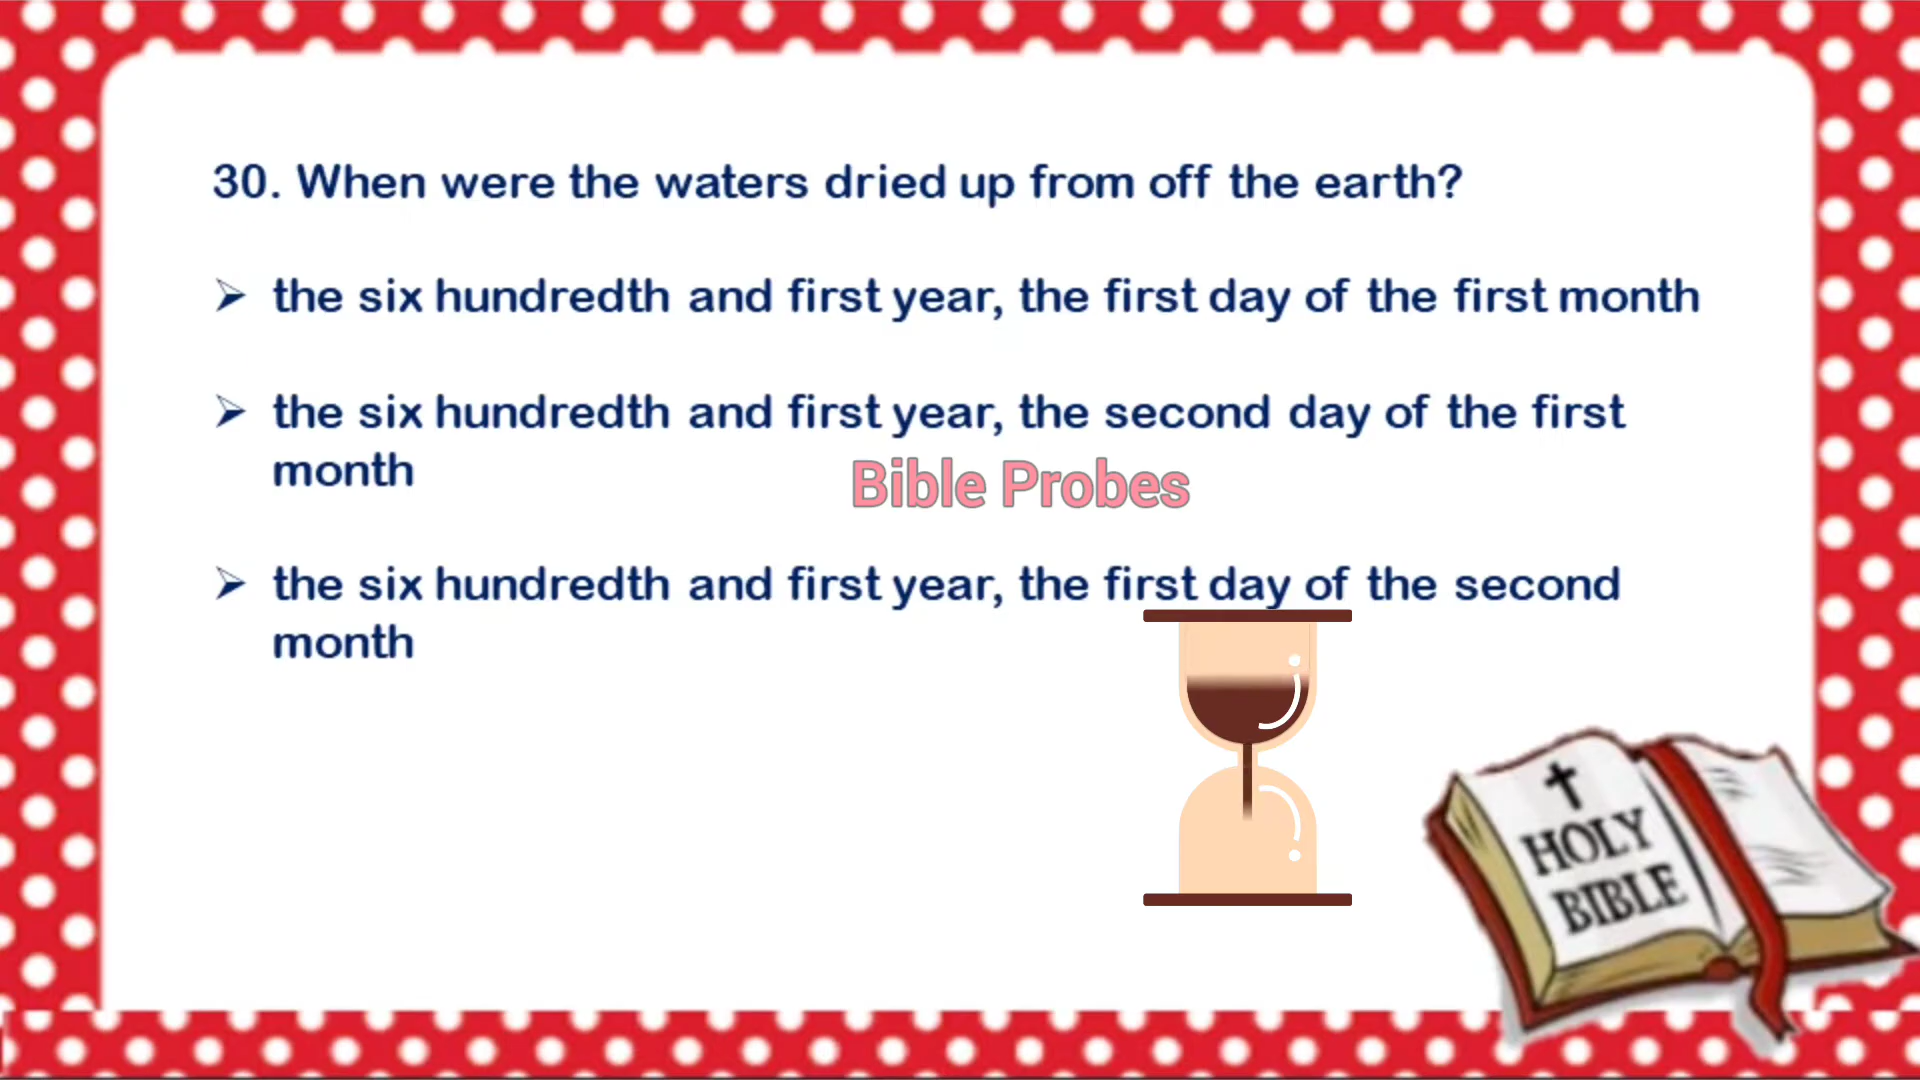 30. When were the waters dried up from off the earth?
➢ the six hundredth and first year, the first day of the first month
➢ the six hundredth and first year, the second day of the first
month
Bible Probes
➢ the six hundredth and first year, the first day of the second
month
HOLY
BIBLE